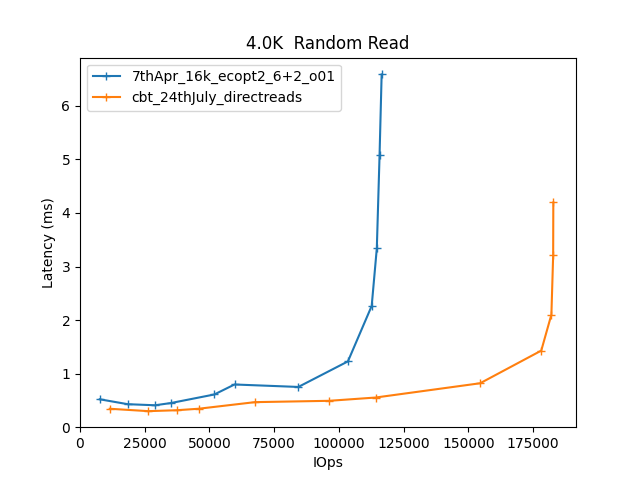 4.0K  Random Read
7thApr_16k_ecopt2_6+2_o01
cbt_24thJuly_directreads
Latency (ms)
6
5
4
3
2
1
0
0 25000 50000 75000 100000 125000 150000 175000
IOps